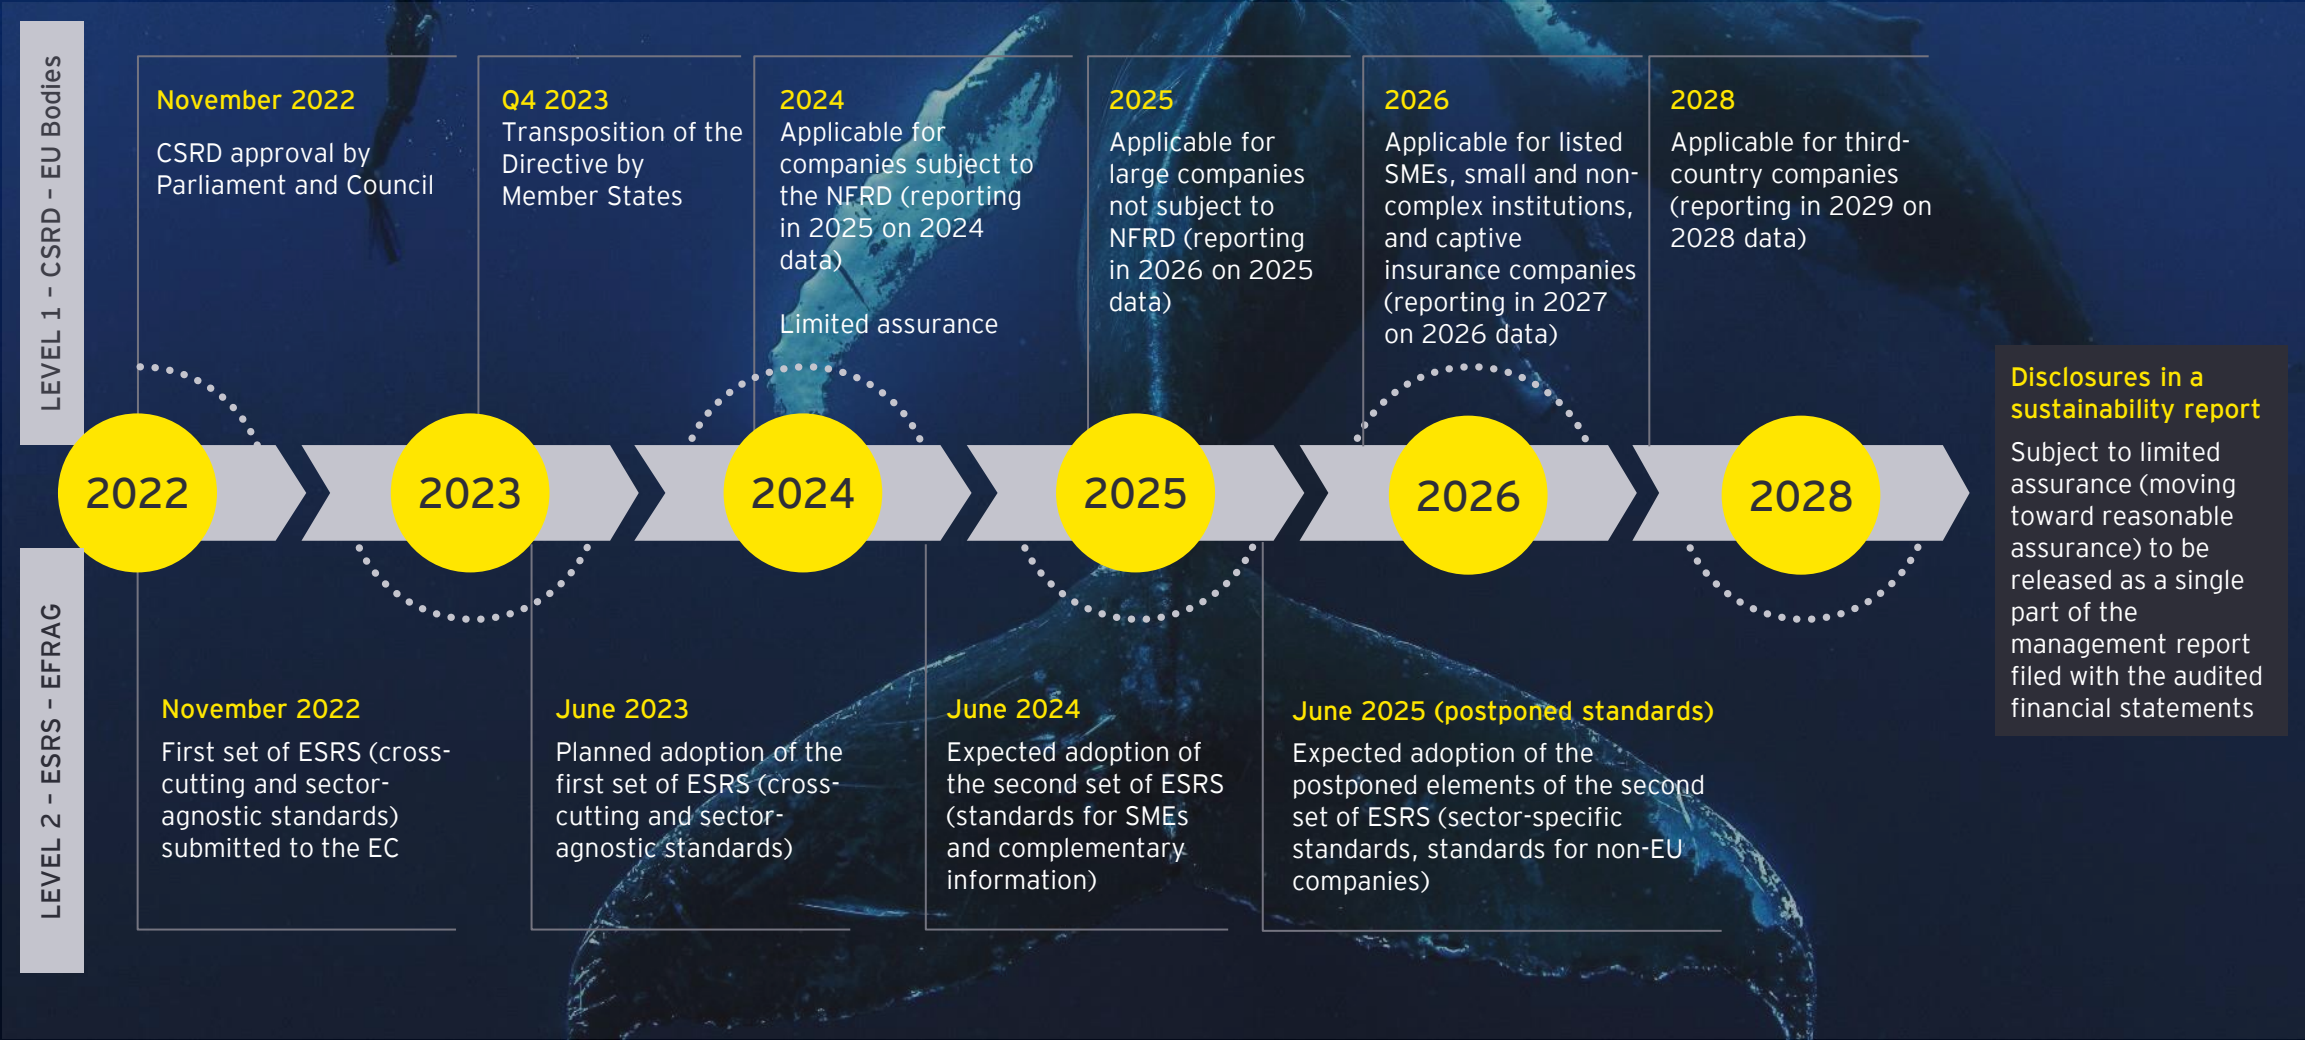 LEVEL 1 - CSRD - EU Bodies
November 2022
CSRD approval by
Parliament and Council
Q4 2023
Transposition of the
Directive by
Member States
2024
Applicable for
companies subject to
the NFRD (reporting
in 2025 on 2024
data)
Limited assurance
2025
Applicable for
large companies
not subject to
NFRD (reporting
in 2026 on 2025
data)
2026
Applicable for listed
SMEs, small and non-
complex institutions,
and captive
insurance companies
(reporting in 2027
on 2026 data)
2028
Applicable for third-
country companies
(reporting in 2029 on
2028 data)
2022
2023
2024
2025
2026
2028
Disclosures in a
sustainability report
Subject to limited
assurance (moving
toward reasonable
assurance) to be
released as a single
part of the
management report
filed with the audited
financial statements
LEVEL 2 - ESRS - EFRAG
November 2022
First set of ESRS (cross-
cutting and sector-
agnostic standards)
submitted to the EC
June 2023
Planned adoption of the
first set of ESRS (cross-
cutting and sector-
agnostic standards)
June 2024
Expected adoption of
the second set of ESRS
(standards for SMEs
and complementary
information)
June 2025 (postponed standards)
Expected adoption of the
postponed elements of the second
set of ESRS (sector-specific
standards, standards for non-EU
companies)